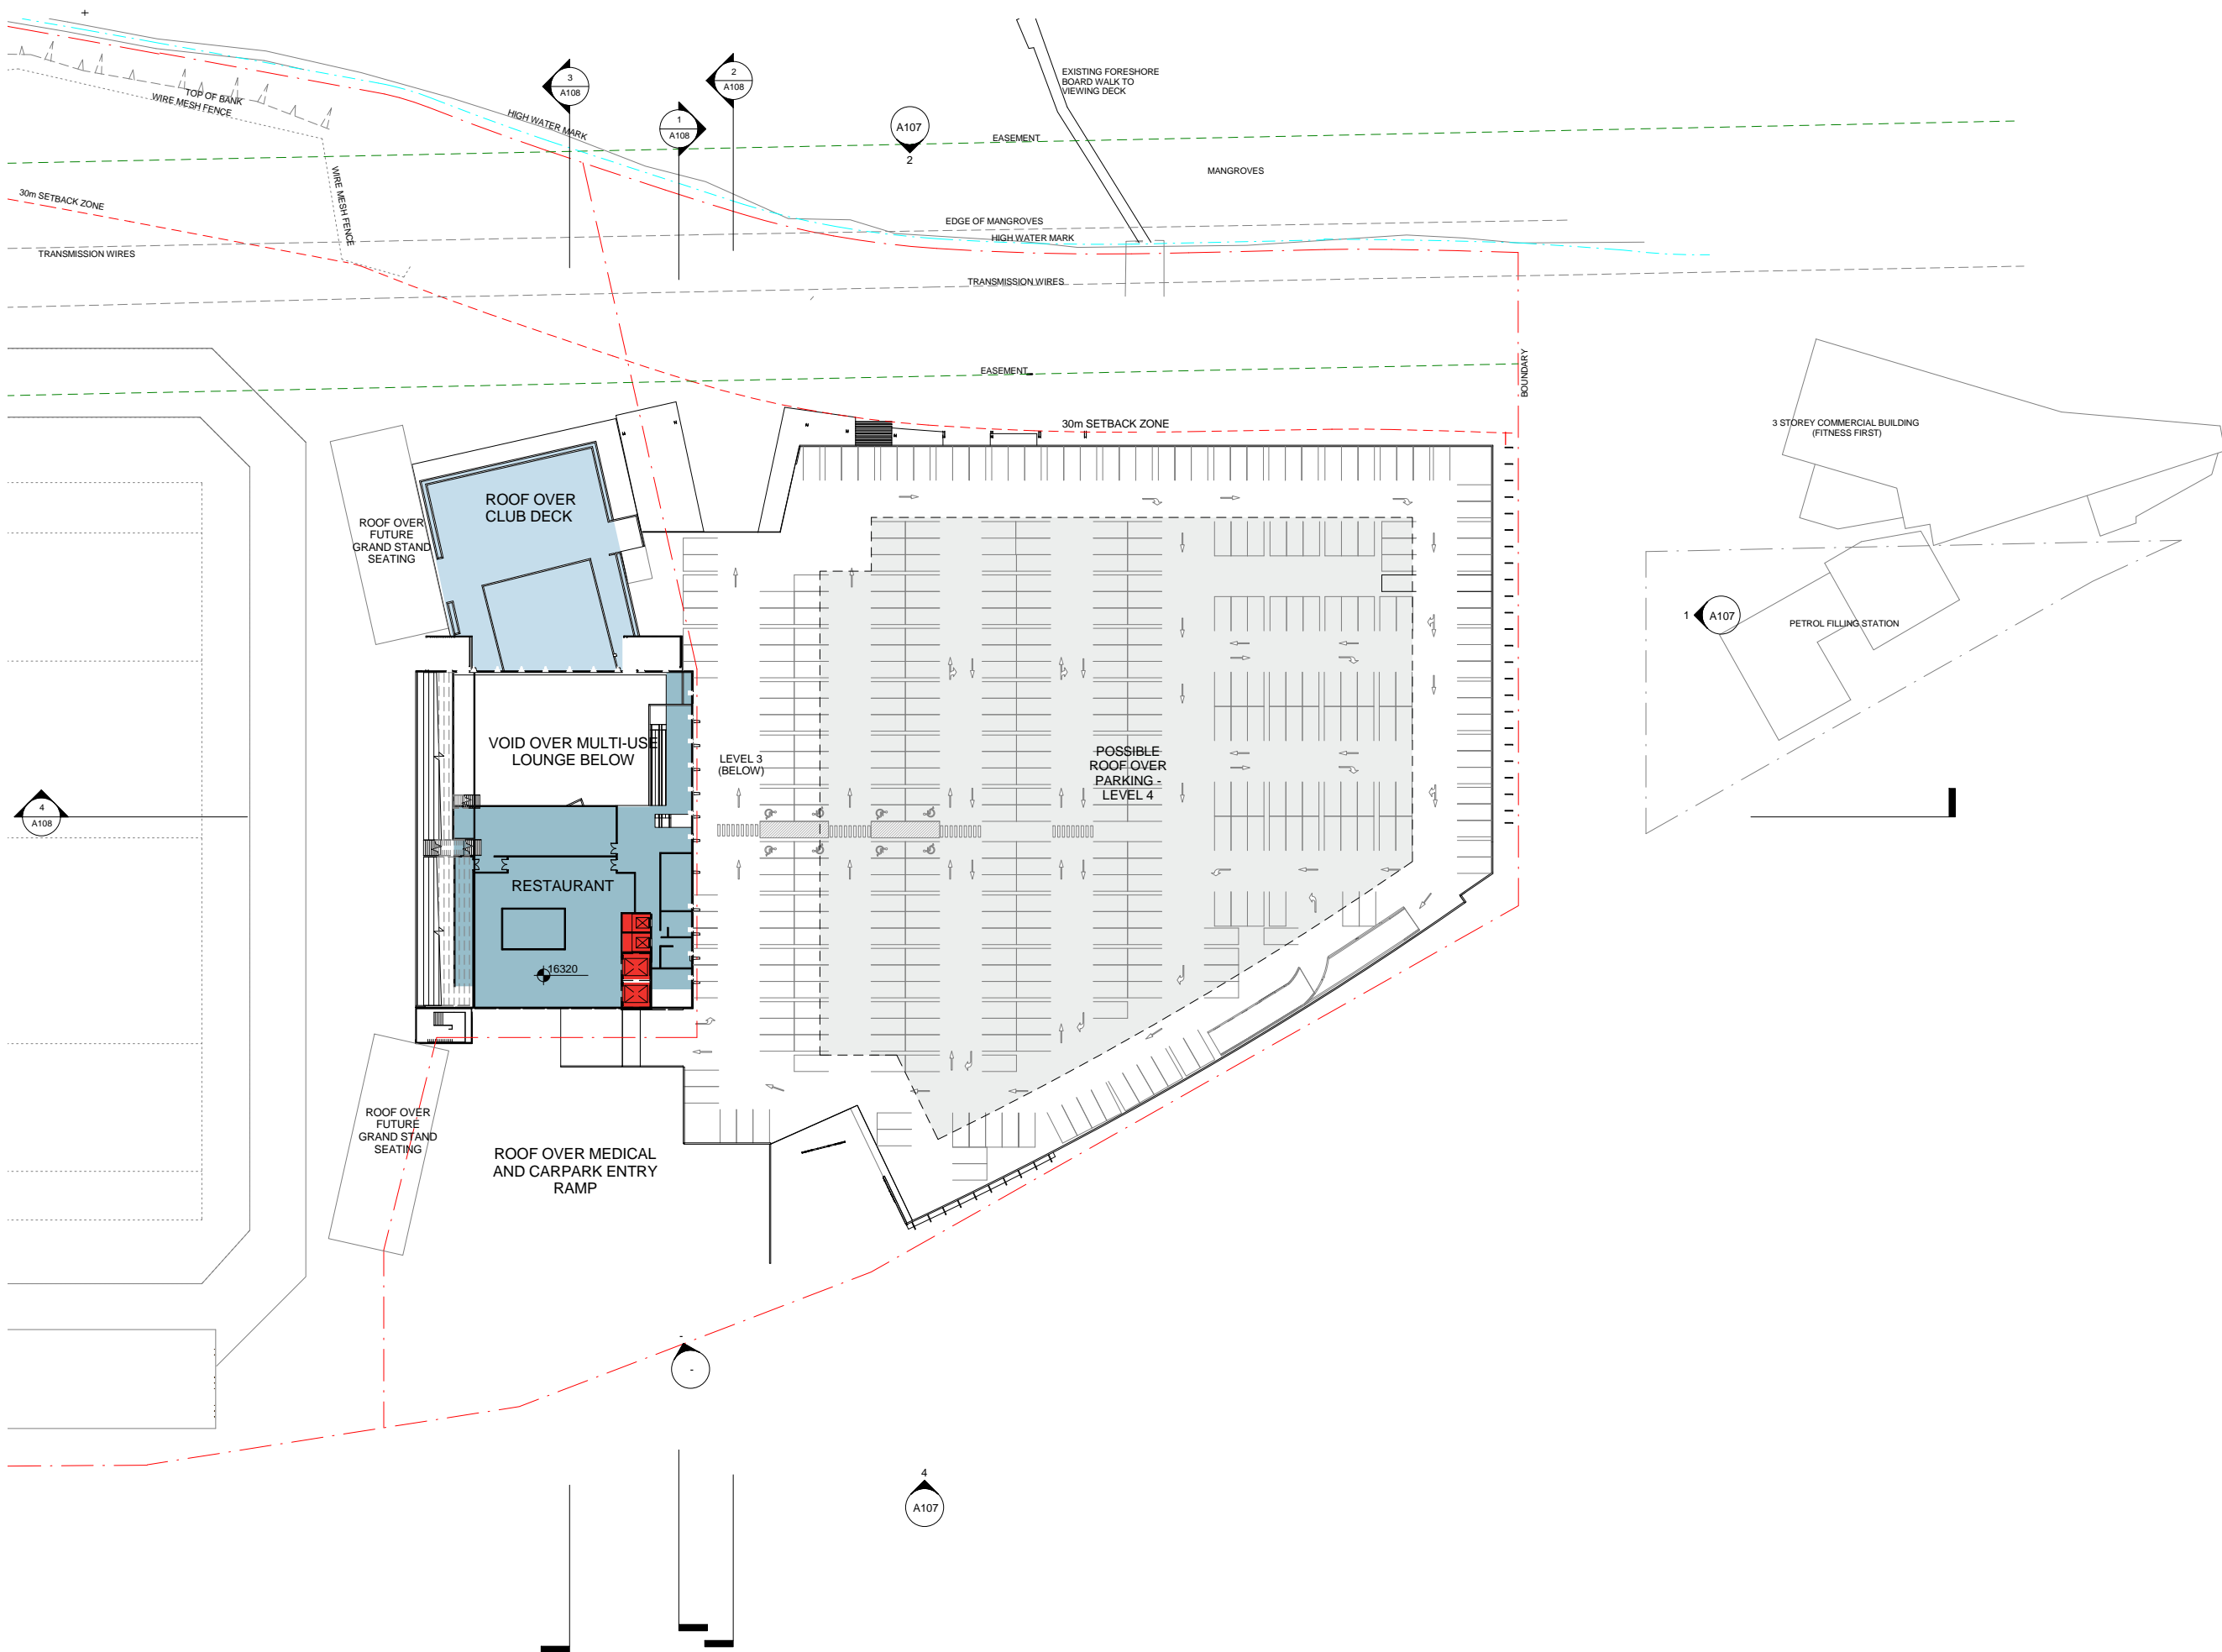 3
A108
2
A108
1
A108
A107
2
EXISTING FORESHORE
BOARD WALK TO
VIEWING DECK
TOP OF BANK
WIRE MESH FENCE
HIGH WATER MARK
EASEMENT
MANGROVES
WIRE MESH FENCE
30m SETBACK ZONE
EDGE OF MANGROVES
HIGH WATER MARK
TRANSMISSION WIRES
TRANSMISSION WIRES
EASEMENT
BOUNDARY
30m SETBACK ZONE
3 STOREY COMMERCIAL BUILDING
(FITNESS FIRST)
ROOF OVER
CLUB DECK
ROOF OVER
FUTURE
GRAND STAND
SEATING
1
A107
PETROL FILLING STATION
VOID OVER MULTI-USE
LOUNGE BELOW
LEVEL 3
(BELOW)
POSSIBLE
ROOF OVER
PARKING -
LEVEL 4
4
A108
RESTAURANT
16320
ROOF OVER
FUTURE
GRAND STAND
SEATING
ROOF OVER MEDICAL
AND CARPARK ENTRY
RAMP
-
-
4
A107